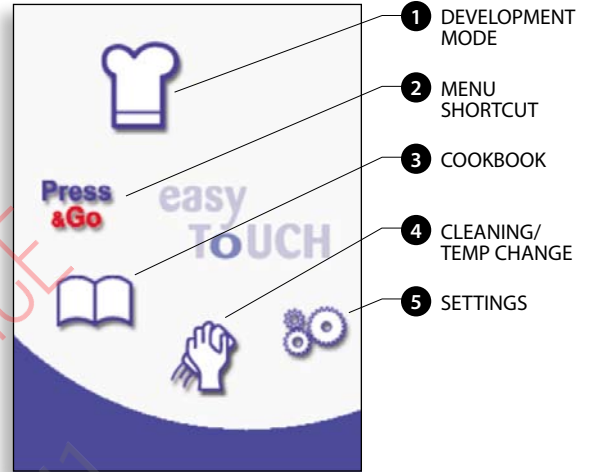 1 DEVELOPMENT
MODE
2 MENU
SHORTCUT
3 COOKBOOK
4 CLEANING/
TEMP CHANGE
5 SETTINGS
Press
&Go
easy
ToUCH